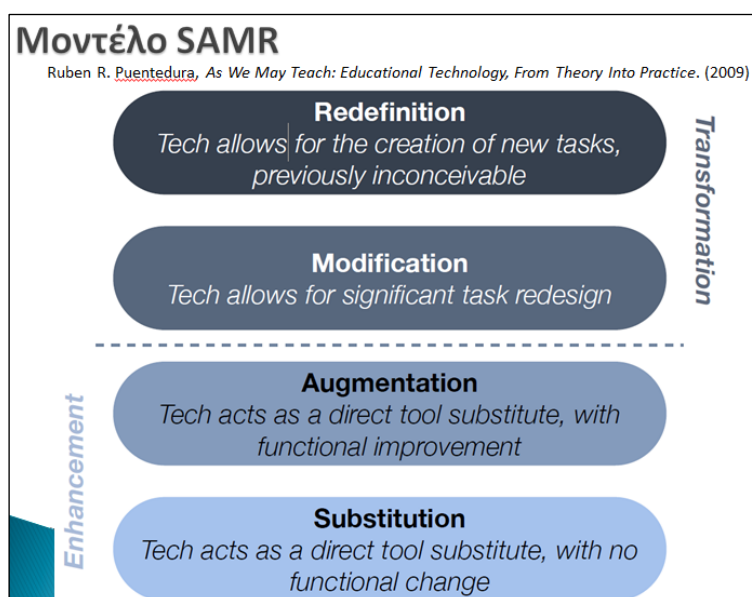 Μοντέλο SAMR
Ruben R. Puentedura, As We May Teach: Educational Technology, From Theory Into Practice. (2009)
Redefinition
Tech allows for the creation of new tasks,
previously inconceivable
Transformation
Modification
Tech allows for significant task redesign
Enhancement
Augmentation
Tech acts as a direct tool substitute, with
functional improvement
Substitution
Tech acts as a direct tool substitute, with no
functional change